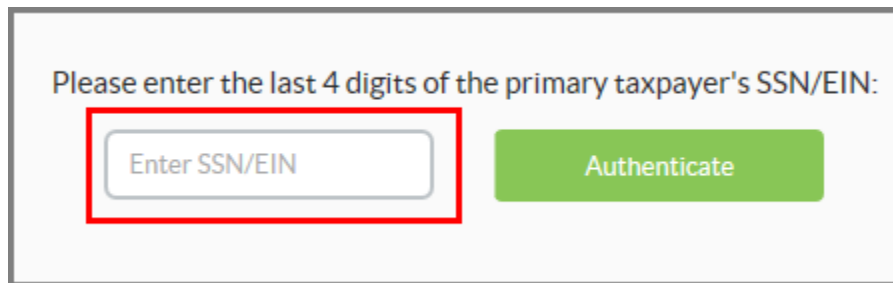 Please enter the last 4 digits of the primary taxpayer's SSN/EIN:
Enter SSN/EIN
Authenticate